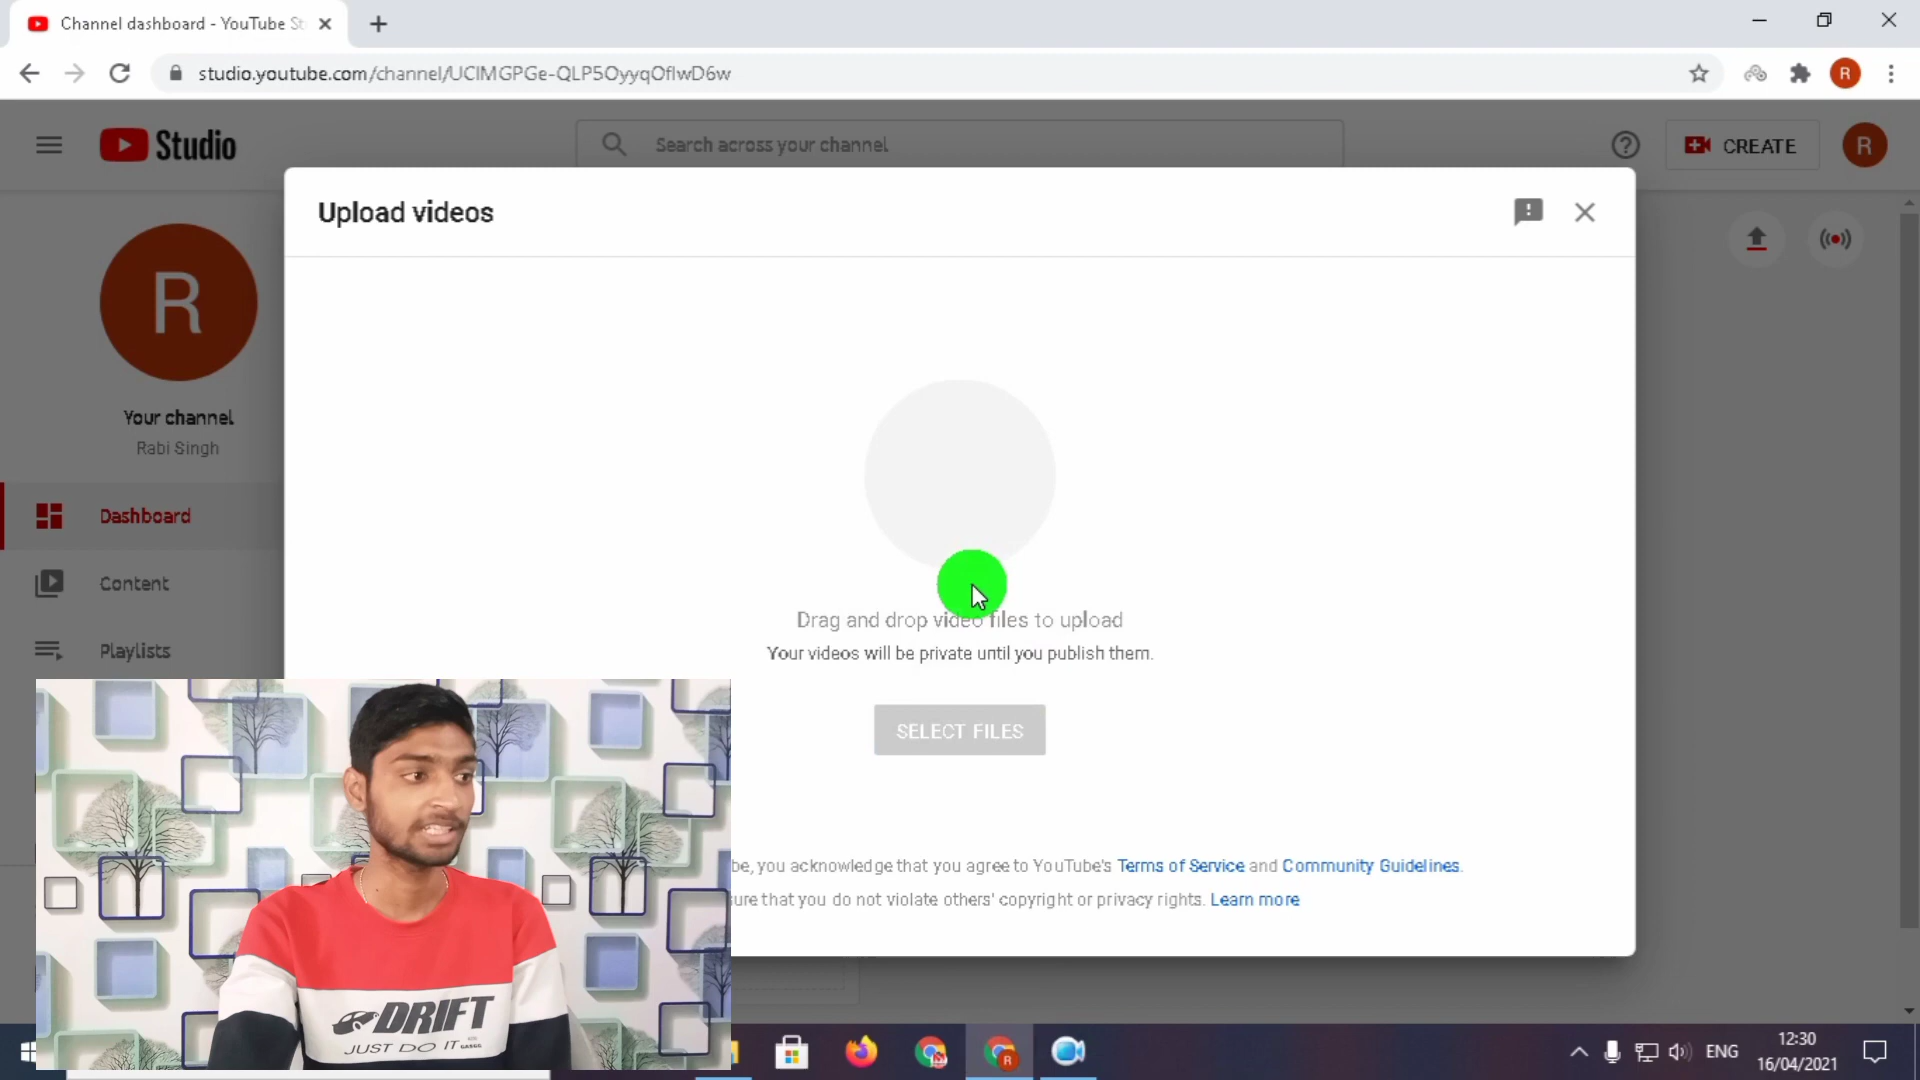 Channel dashboard - YouTube St
studio.youtube.com/channel/UCIMGPGe-QLP5OyyqOfIwD6w
R
Studio
Search across your channel
CREATE
R
Upload videos
R
Your channel
Rabi Singh
Dashboard
Content
Playlists
Drag and drop video files to upload
Your videos will be private until you publish them.
SELECT FILES
be, you acknowledge that you agree to YouTube's Terms of Service and Community Guidelines.
sure that you do not violate others' copyright or privacy rights. Learn more
DRIFT
JUST DO IT
R
ENG
12:30
16/04/2021